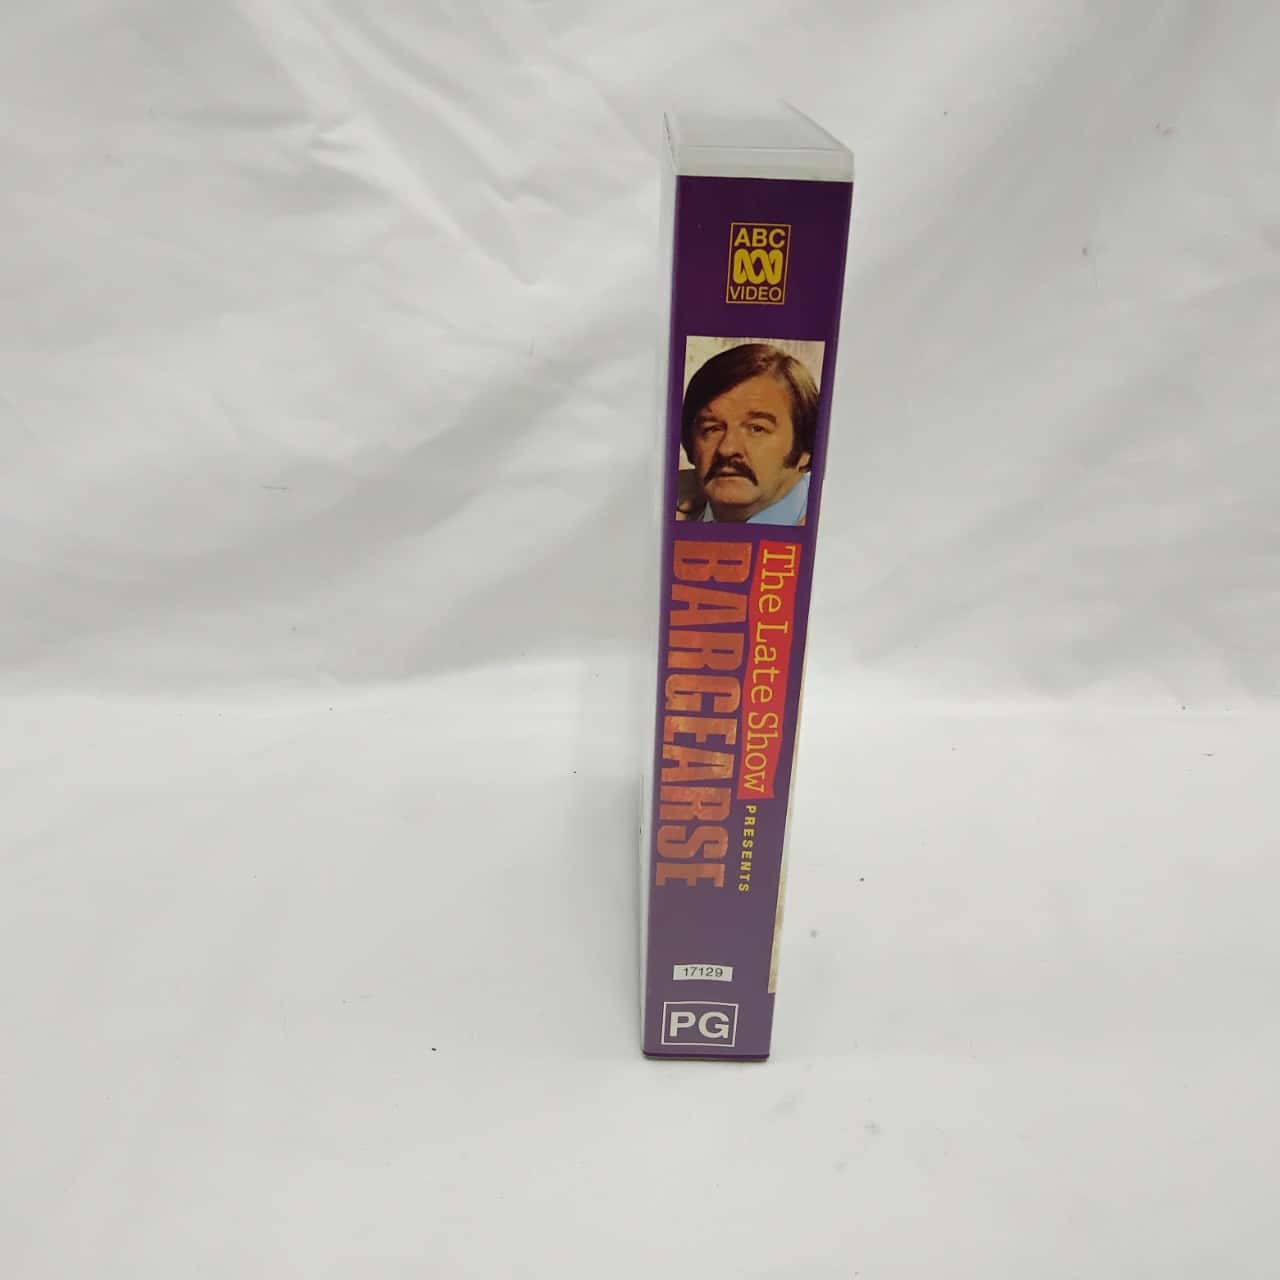 ABC
VIDEO
The Late Show
PRESENTS
BARGEARSE
17129
PG